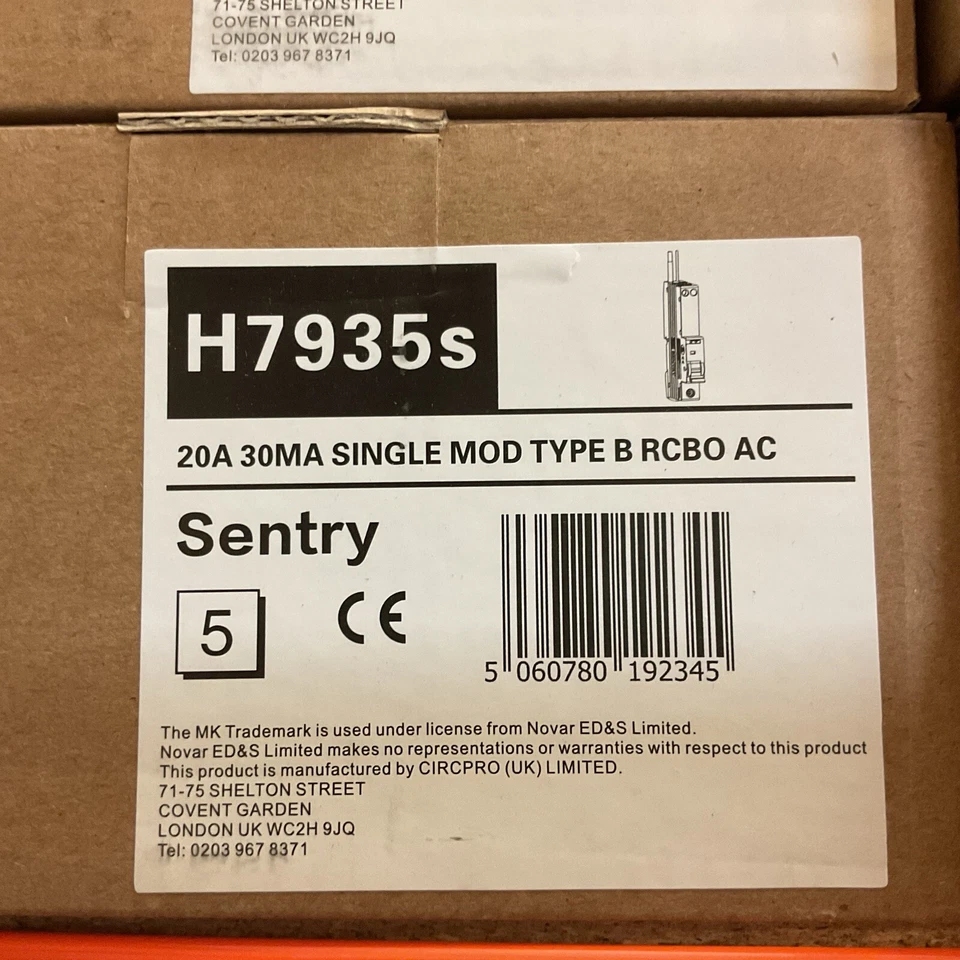 71-75 SHELTON STREET
COVENT GARDEN
LONDON UK WC2H 9JQ
Tel: 0203 967 8371
H7935s
20A 30MA SINGLE MOD TYPE B RCBO AC
Sentry
5
CE
5 060780 192345
The MK Trademark is used under license from Novar ED&S Limited.
Novar ED&S Limited makes no representations or warranties with respect to this product
This product is manufactured by CIRCPRO (UK) LIMITED.
71-75 SHELTON STREET
COVENT GARDEN
LONDON UK WC2H 9JQ
Tel: 0203 967 8371